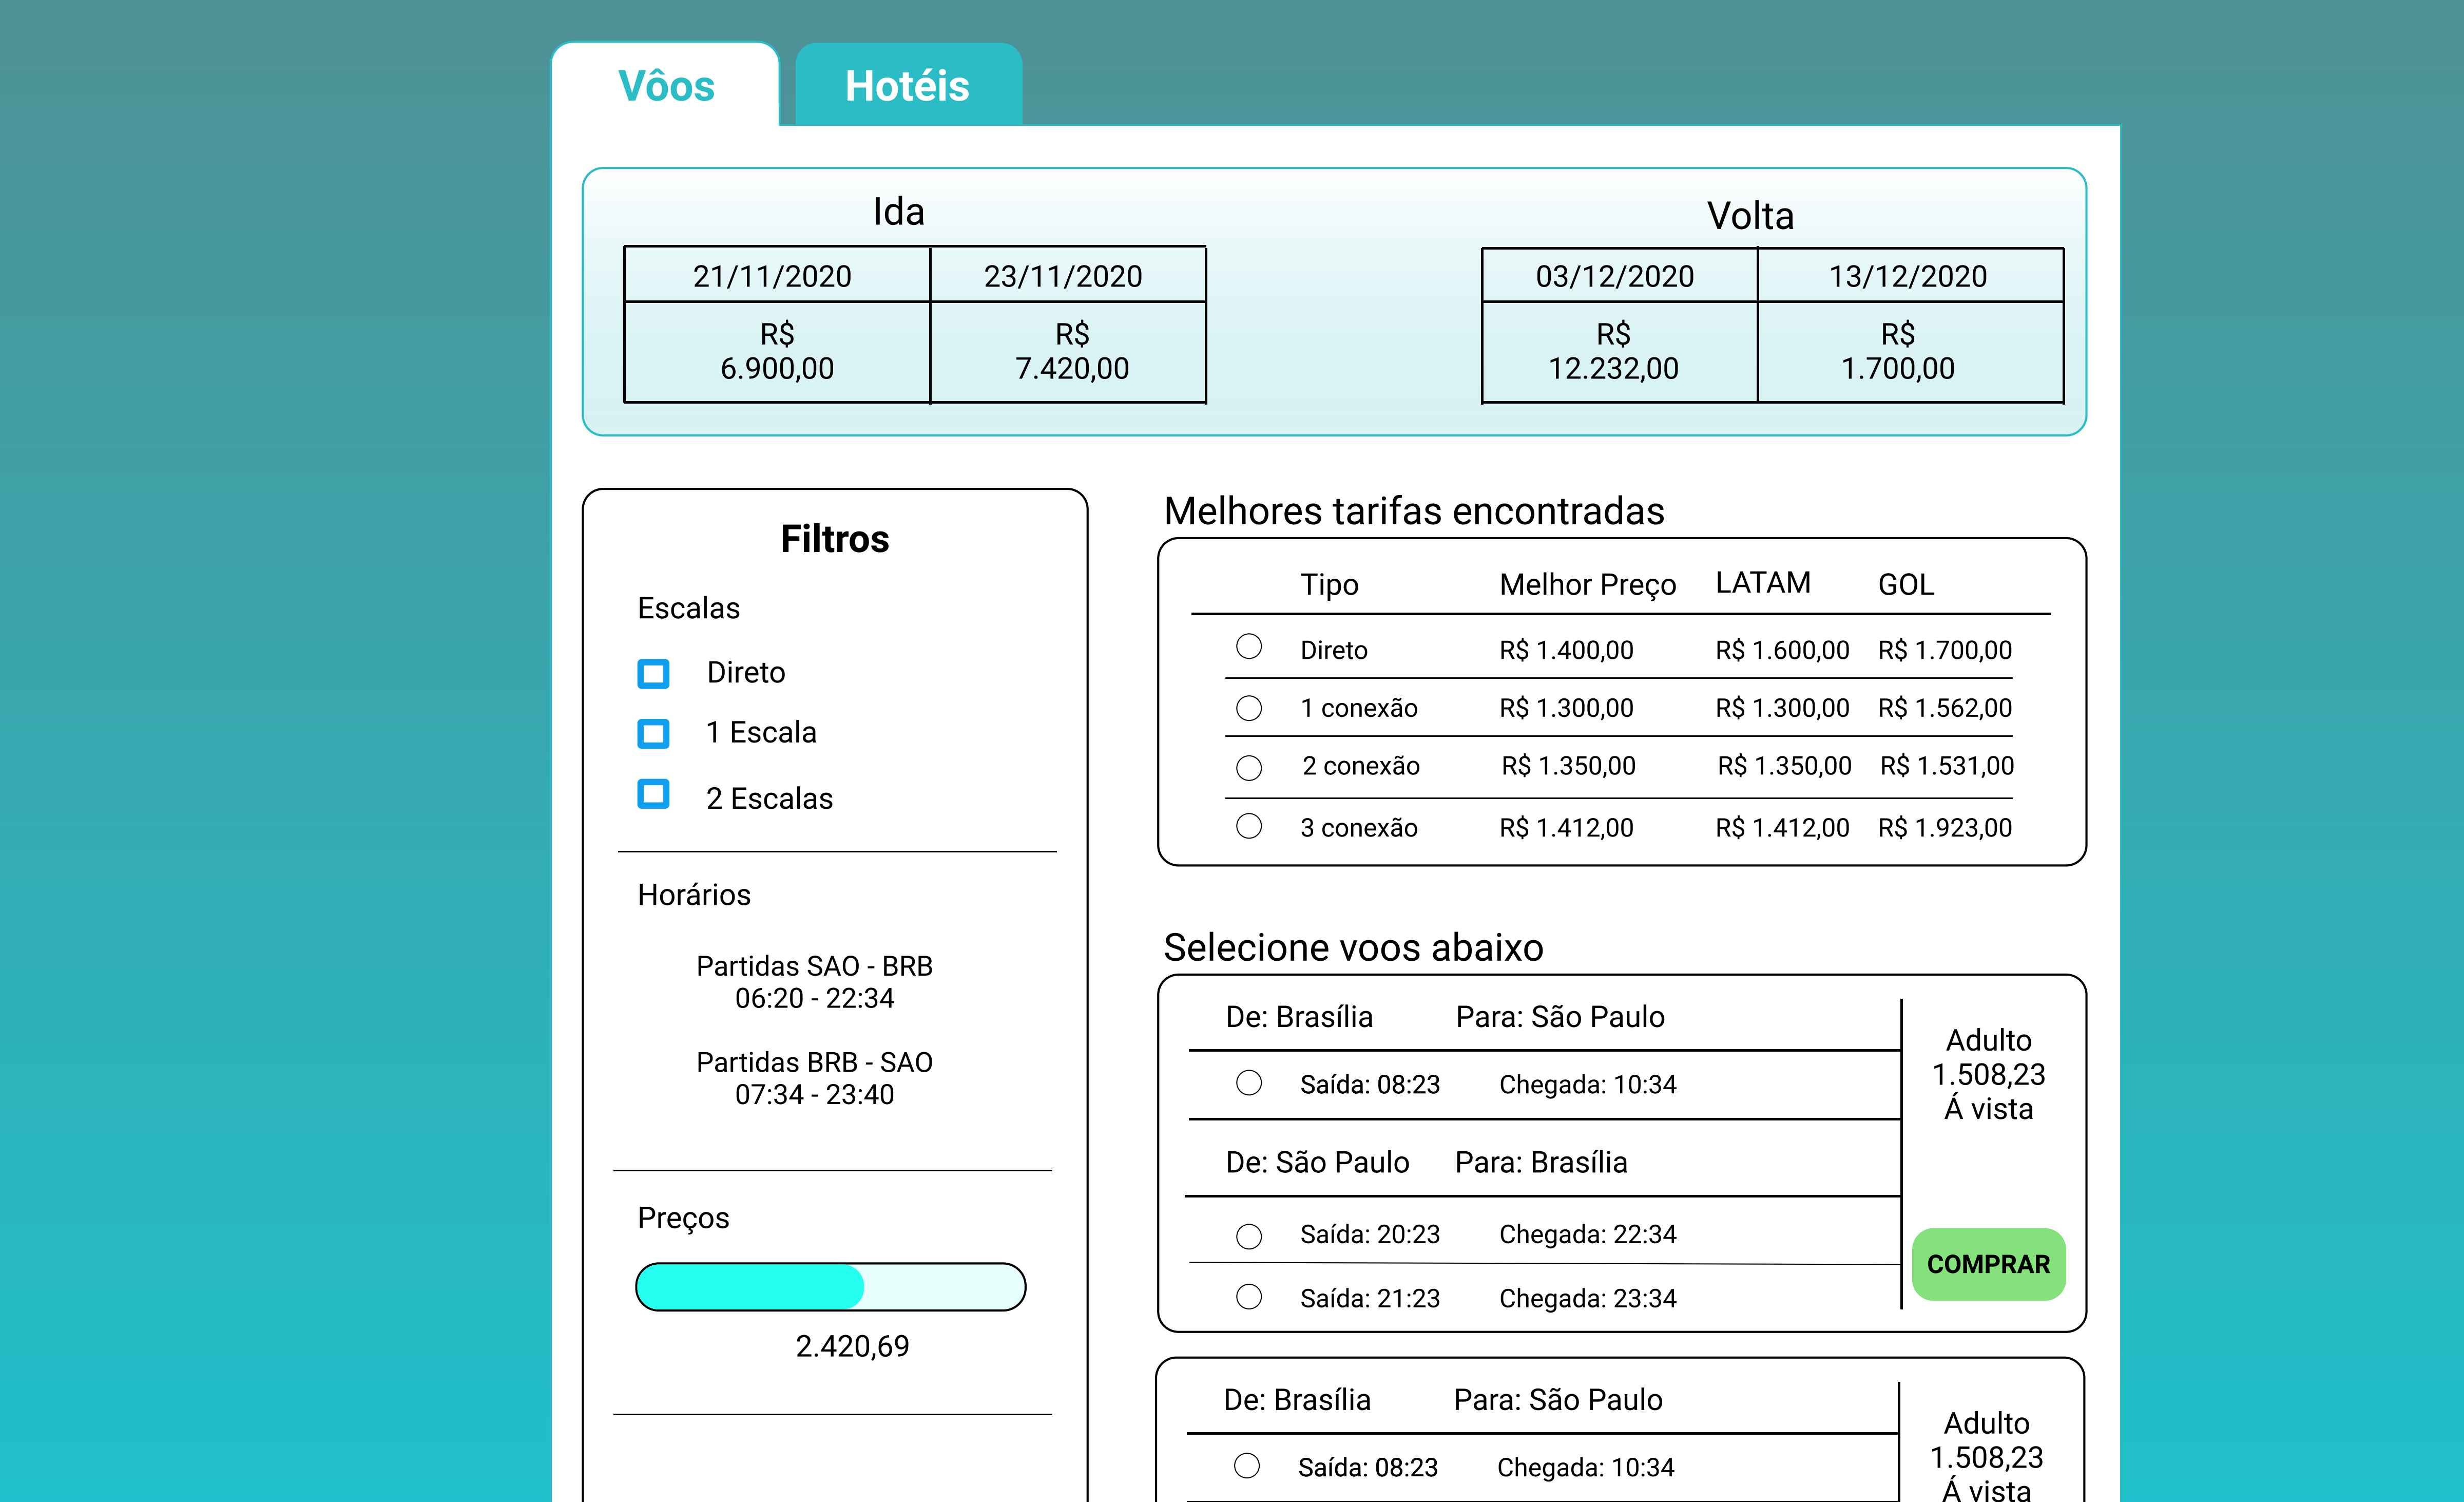 Vôos Hotéis
Ida
21/11/2020 23/11/2020
R$ R$
6.900,00 7.420,00
Volta
03/12/2020 13/12/2020
R$ R$
12.232,00 1.700,00
Filtros
Escalas
Direto
1 Escala
2 Escalas
Horários
Partidas SAO - BRB
06:20 - 22:34
Partidas BRB - SAO
07:34 - 23:40
Preços
2.420,69
Melhores tarifas encontradas
Tipo Melhor Preço LATAM GOL
Direto R$ 1.400,00 R$ 1.600,00 R$ 1.700,00
1 conexão R$ 1.300,00 R$ 1.300,00 R$ 1.562,00
2 conexão R$ 1.350,00 R$ 1.350,00 R$ 1.531,00
3 conexão R$ 1.412,00 R$ 1.412,00 R$ 1.923,00
Selecione voos abaixo
De: Brasília Para: São Paulo
Saída: 08:23 Chegada: 10:34
De: São Paulo Para: Brasília
Saída: 20:23 Chegada: 22:34
Saída: 21:23 Chegada: 23:34
Adulto
1.508,23
Á vista
COMPRAR
De: Brasília Para: São Paulo
Saída: 08:23 Chegada: 10:34
Adulto
1.508,23
Á vista